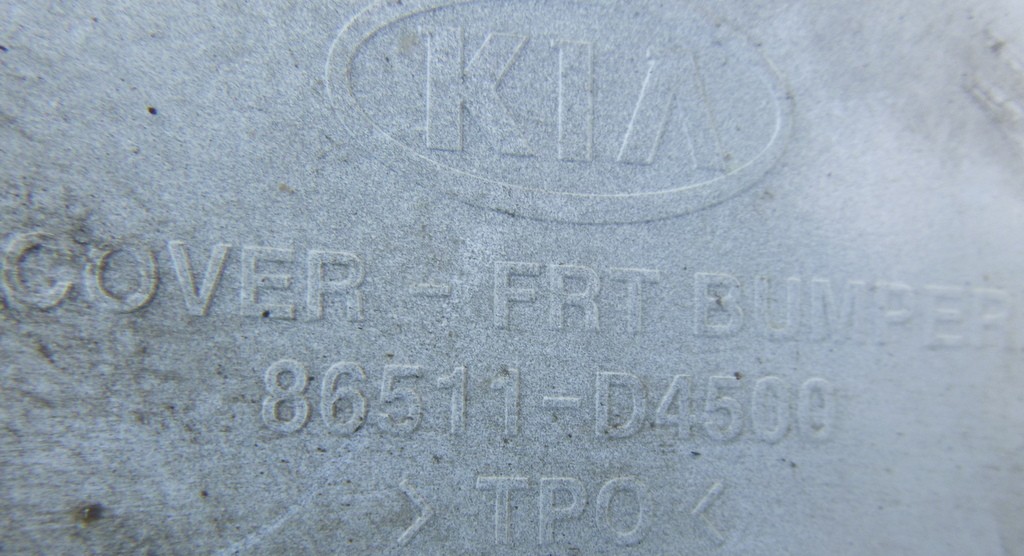 KIA
COVER - FRT BUMPER
86511-D4500
> TPO <